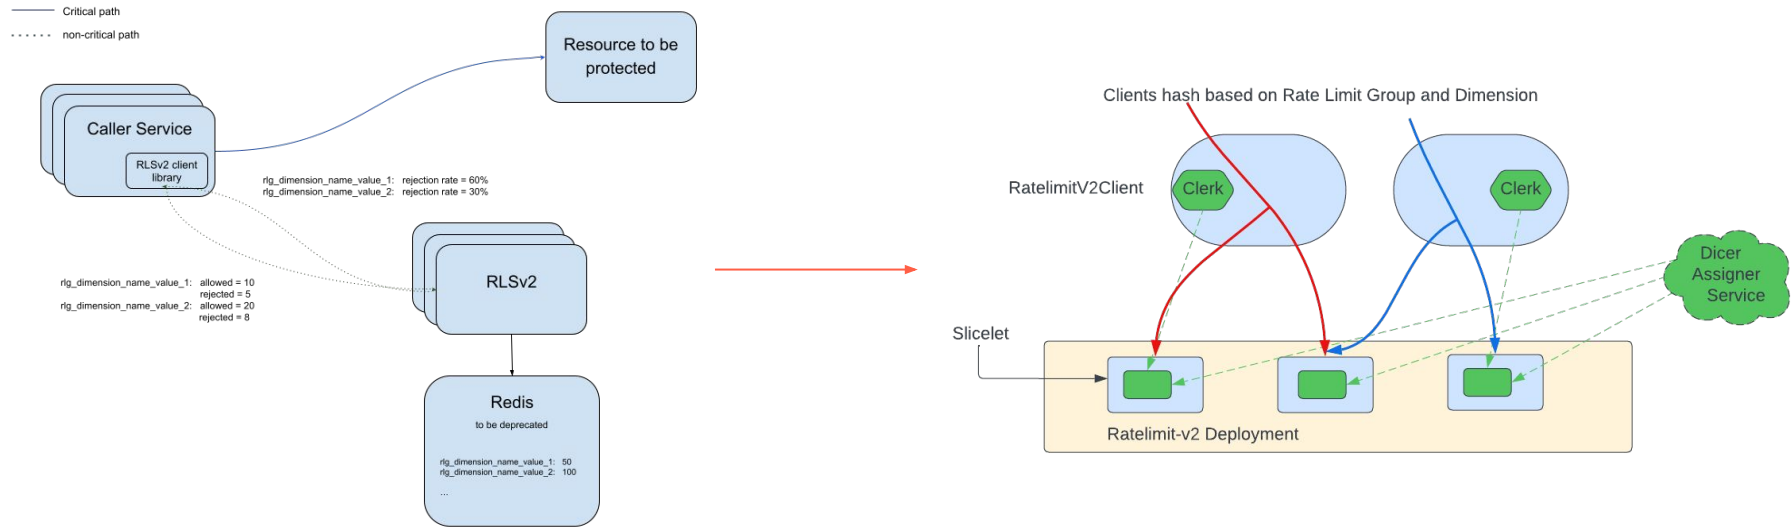 Critical path
non-critical path
Resource to be
protected
Caller Service
RLSv2 client
library
rlg_dimension_name_value_1: rejection rate = 60%
rlg_dimension_name_value_2: rejection rate = 30%
RLSv2
rlg_dimension_name_value_1: allowed = 10
rejected = 5
rlg_dimension_name_value_2: allowed = 20
rejected = 8
Redis
to be deprecated
rlg_dimension_name_value_1: 50
rlg_dimension_name_value_2: 100
...
Clients hash based on Rate Limit Group and Dimension
RatelimitV2Client
Clerk
Clerk
Dicer
Assigner
Service
Slicelet
Ratelimit-v2 Deployment